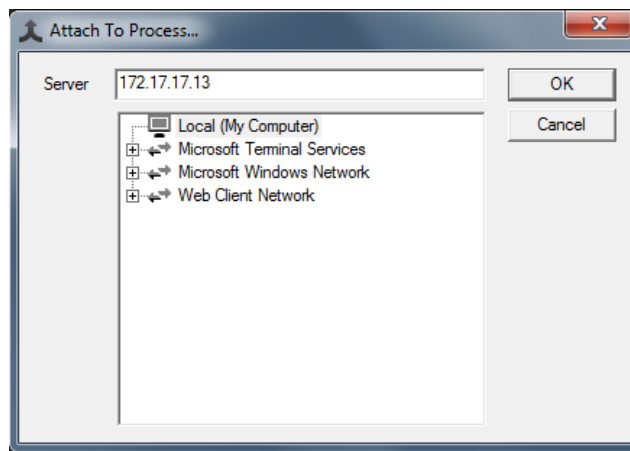 Attach To Process...
Server 172.17.17.13 OK
Local (My Computer) Cancel
Microsoft Terminal Services
Microsoft Windows Network
Web Client Network